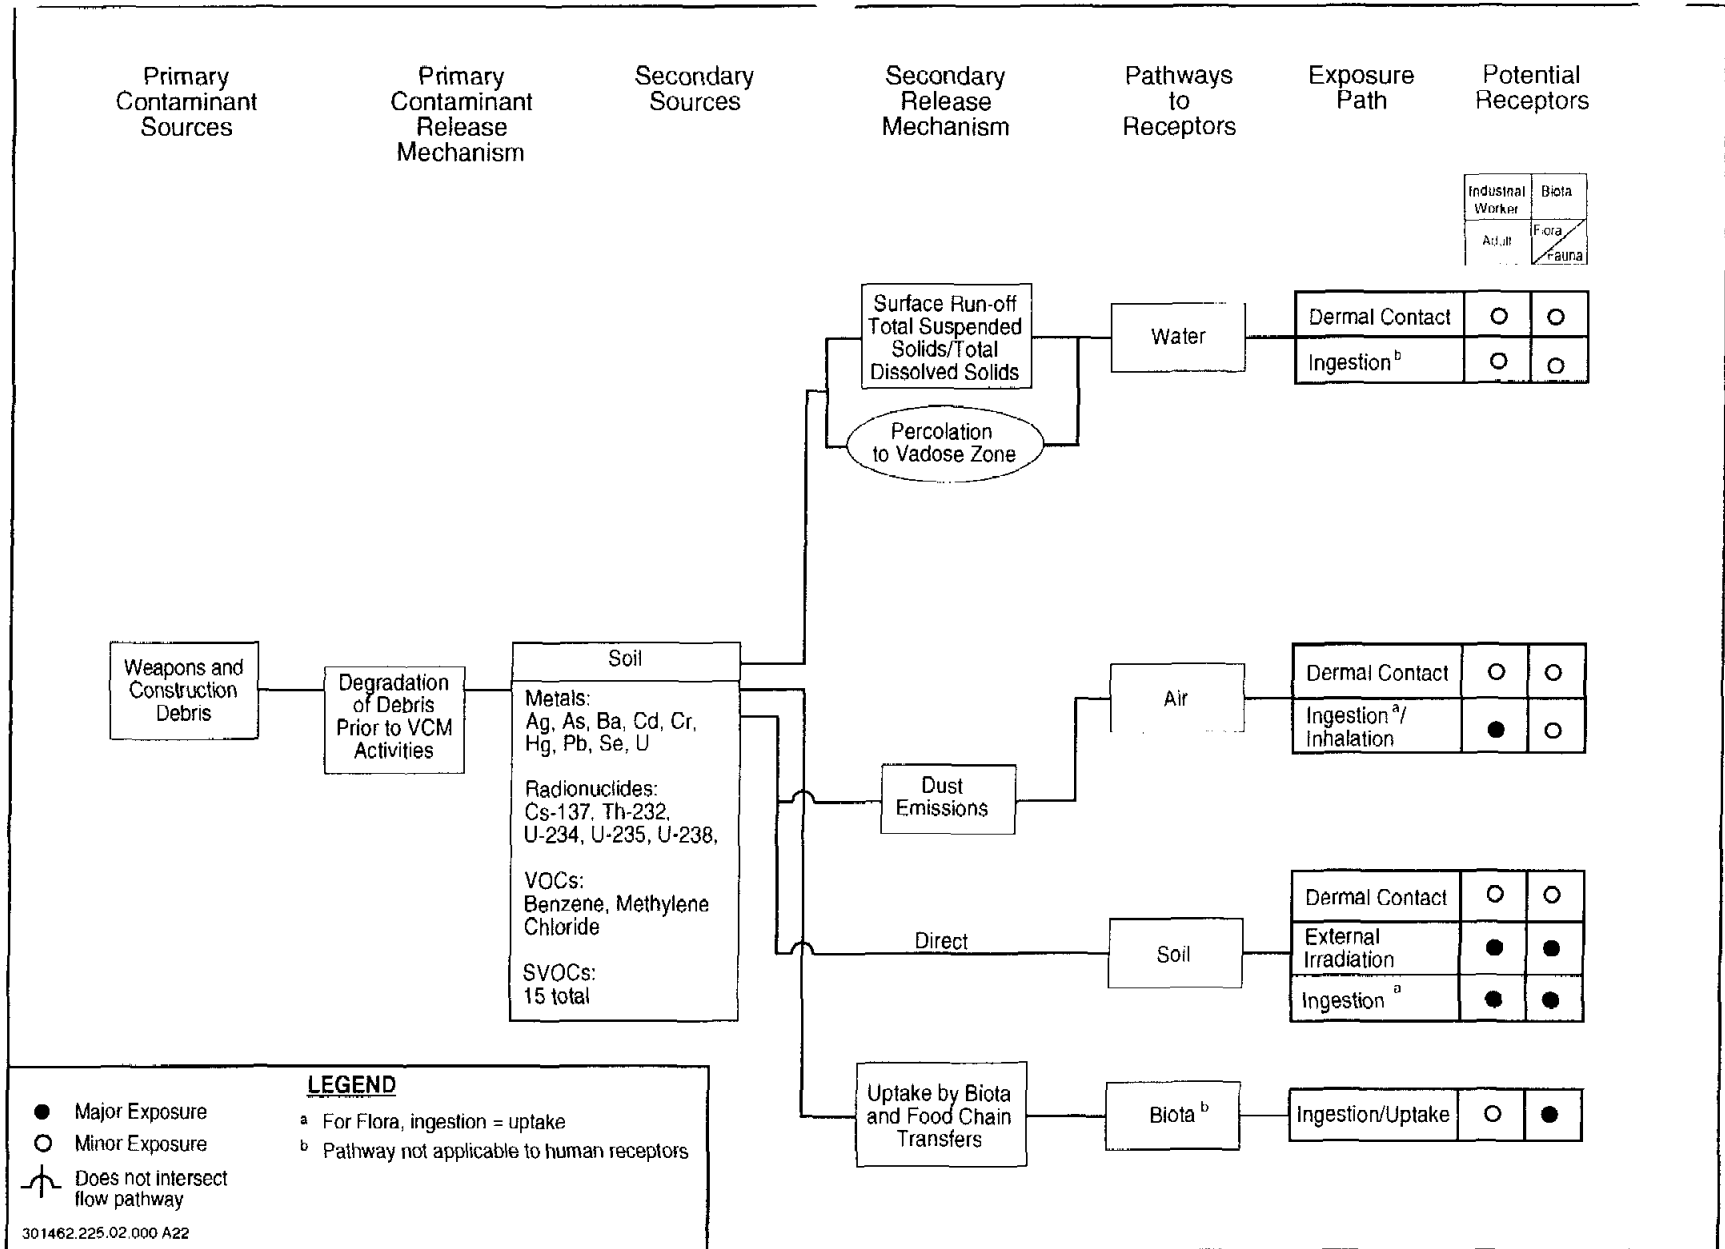 Primary
Contaminant
Sources
Primary
Contaminant
Release
Mechanism
Secondary
Sources
Secondary
Release
Mechanism
Pathways
to
Receptors
Exposure
Path
Potential
Receptors
Industrial
Worker
Biota
Adult
Flora
Fauna
Surface Run-off
Total Suspended
Solids/Total
Dissolved Solids
Water
Dermal Contact
Ingestion b
Percolation
to Vadose Zone
Weapons and
Construction
Debris
Degradation
of Debris
Prior to VCM
Activities
Soil
Metals:
Ag, As, Ba, Cd, Cr,
Hg, Pb, Se, U
Radionuclides:
Cs-137, Th-232,
U-234, U-235, U-238,
VOCs:
Benzene, Methylene
Chloride
SVOCs:
15 total
Air
Dermal Contact
Ingestion a/
Inhalation
Dust
Emissions
Direct
Soil
Dermal Contact
External
Irradiation
Ingestion a
Uptake by Biota
and Food Chain
Transfers
Biota b
Ingestion/Uptake
LEGEND
Major Exposure
Minor Exposure
Does not intersect
flow pathway
a For Flora, ingestion = uptake
b Pathway not applicable to human receptors
301462.225.02.000 A22